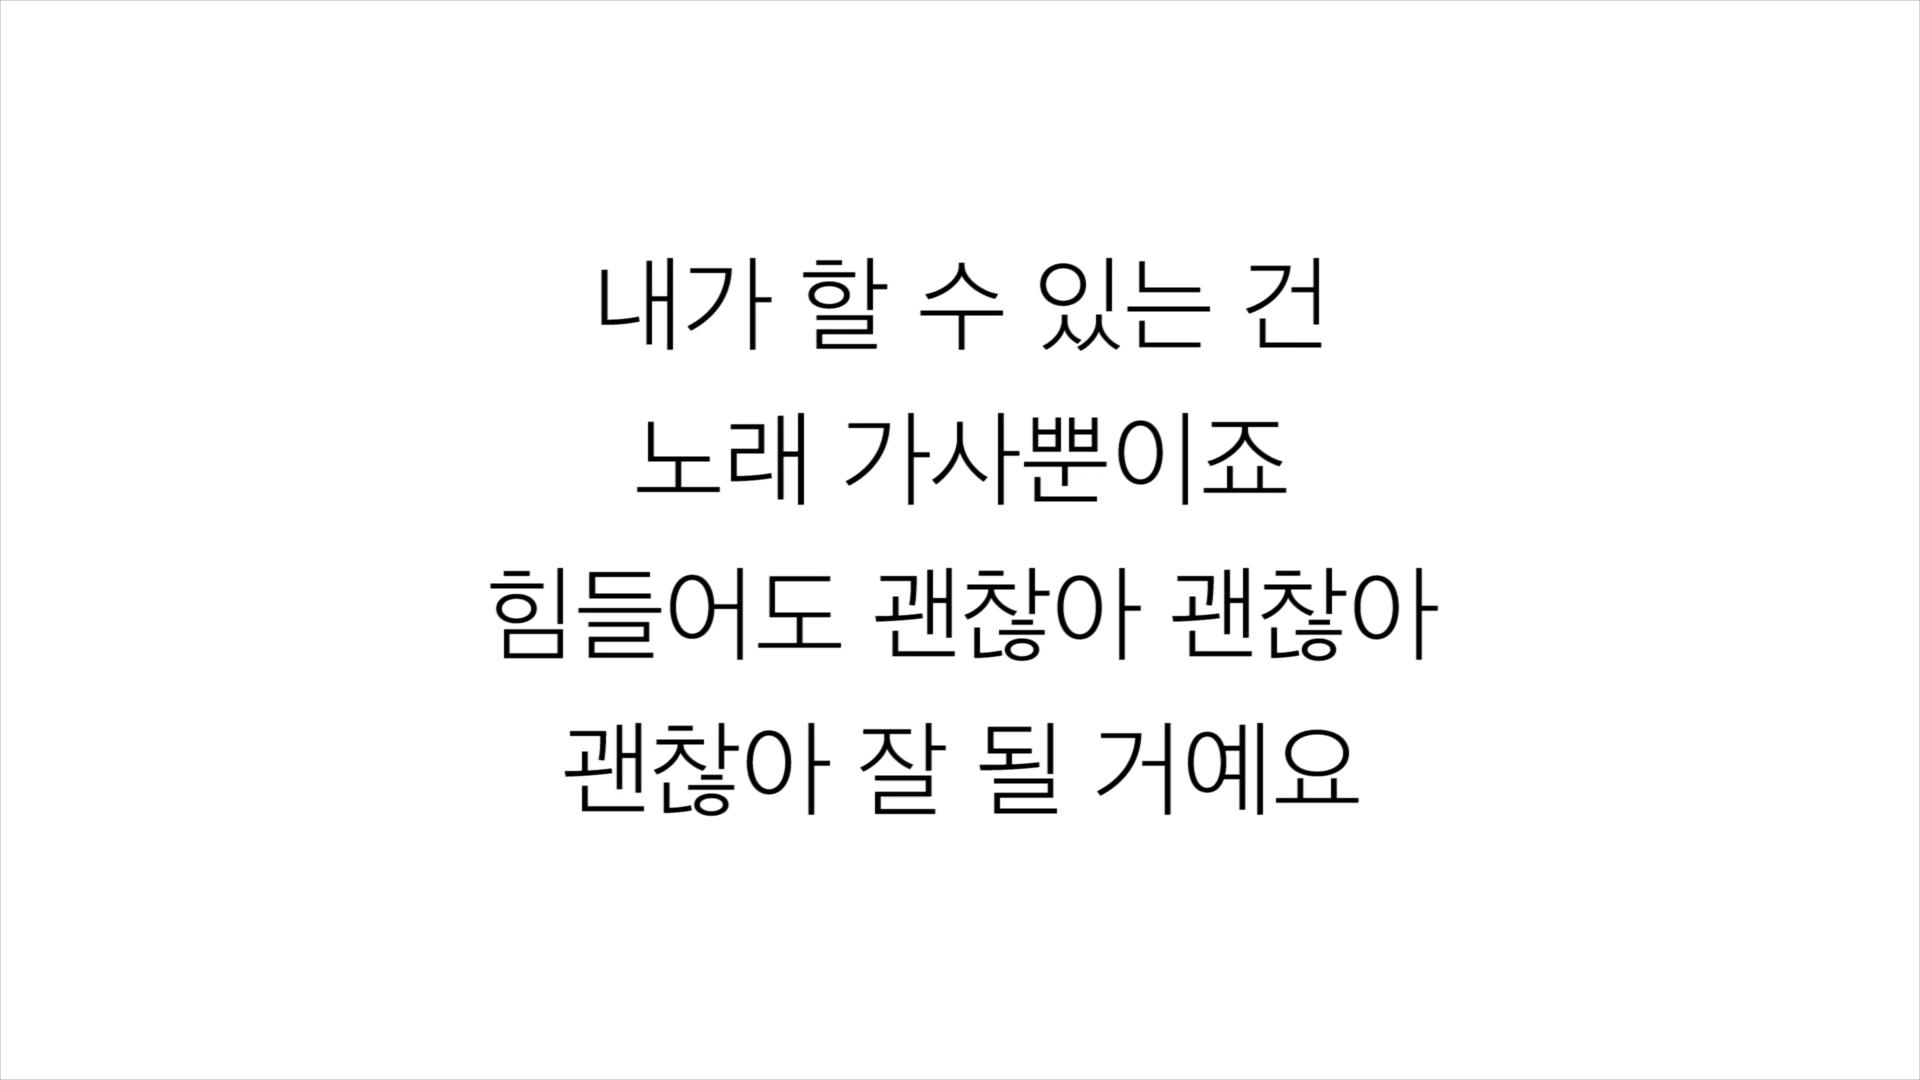 내가 할 수 있는 건
노래 가사뿐이죠
힘들어도 괜찮아 괜찮아
괜찮아 잘 될 거예요